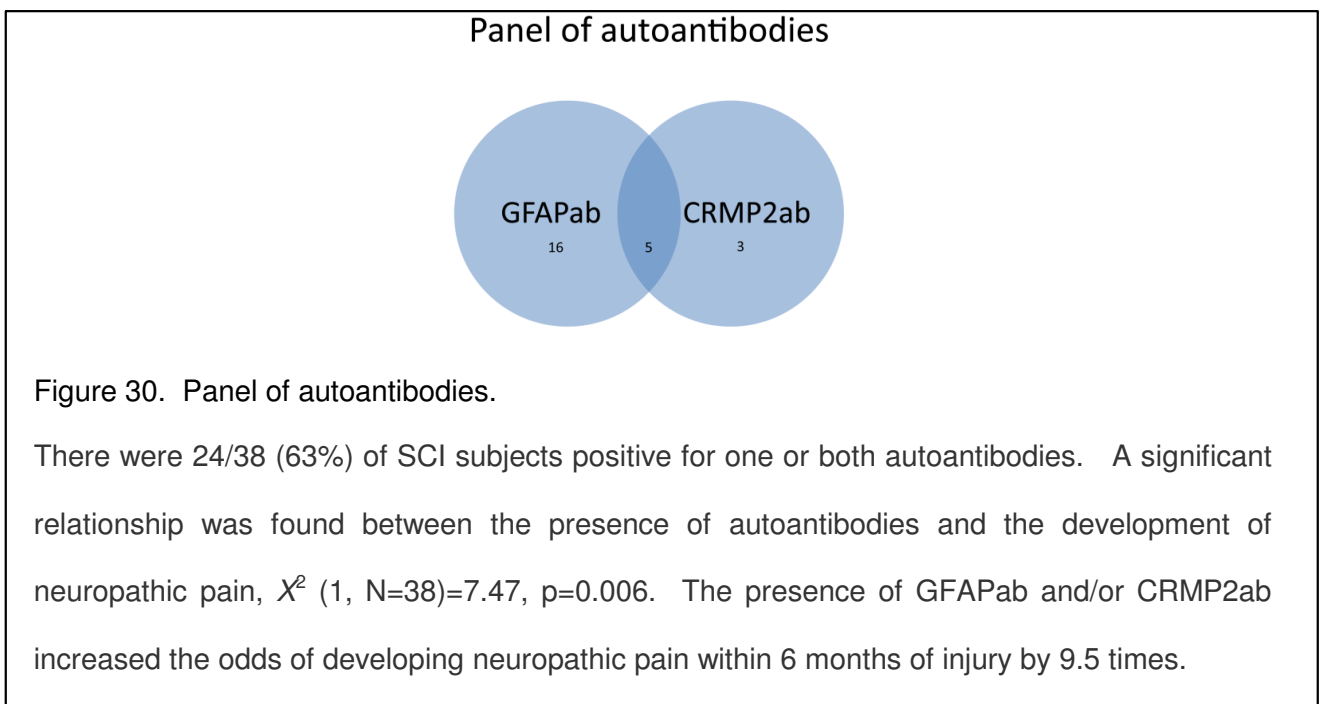 Panel of autoantibodies
GFAPab CRMP2ab
16 5 3
Figure 30. Panel of autoantibodies.
There were 24/38 (63%) of SCI subjects positive for one or both autoantibodies. A significant
relationship was found between the presence of autoantibodies and the development of
neuropathic pain, X² (1, N=38)=7.47, p=0.006. The presence of GFAPab and/or CRMP2ab
increased the odds of developing neuropathic pain within 6 months of injury by 9.5 times.